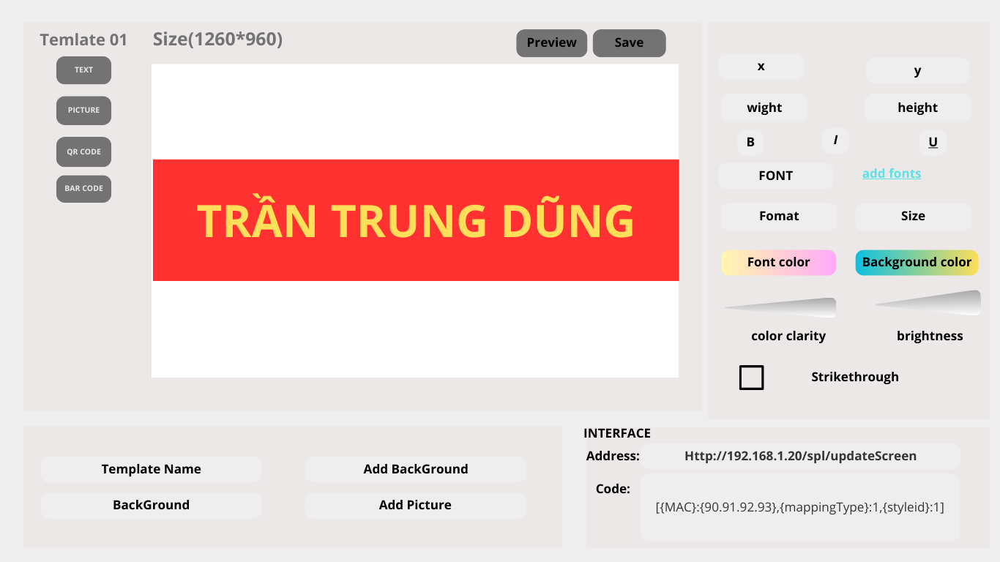 Temlate 01
Size(1260*960)
Preview
Save
TEXT
PICTURE
QR CODE
BAR CODE
TRẦN TRUNG DŨNG
x
y
wight
height
B
I
U
FONT
add fonts
Fomat
Size
Font color
Background color
color clarity
brightness
Strikethrough
Template Name
Add BackGround
BackGround
Add Picture
INTERFACE
Address:
Http://192.168.1.20/spl/updateScreen
Code:
[{MAC}:{90.91.92.93},{mappingType}:1,{styleid}:1]